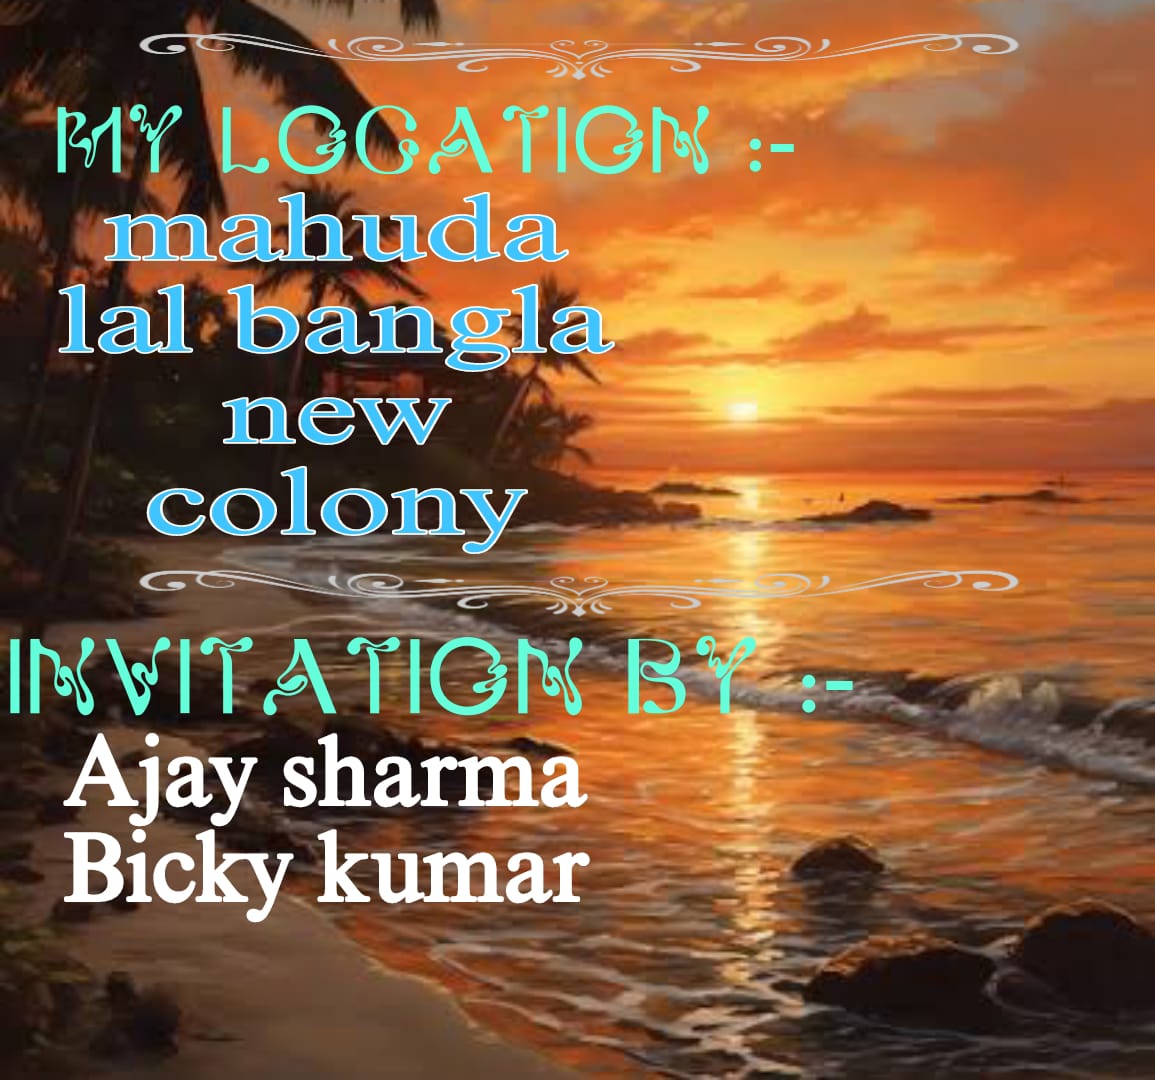 MY LOCATION :-
mahuda
lal bangla
new
colony
INVITATION BY :-
Ajay sharma
Bicky kumar